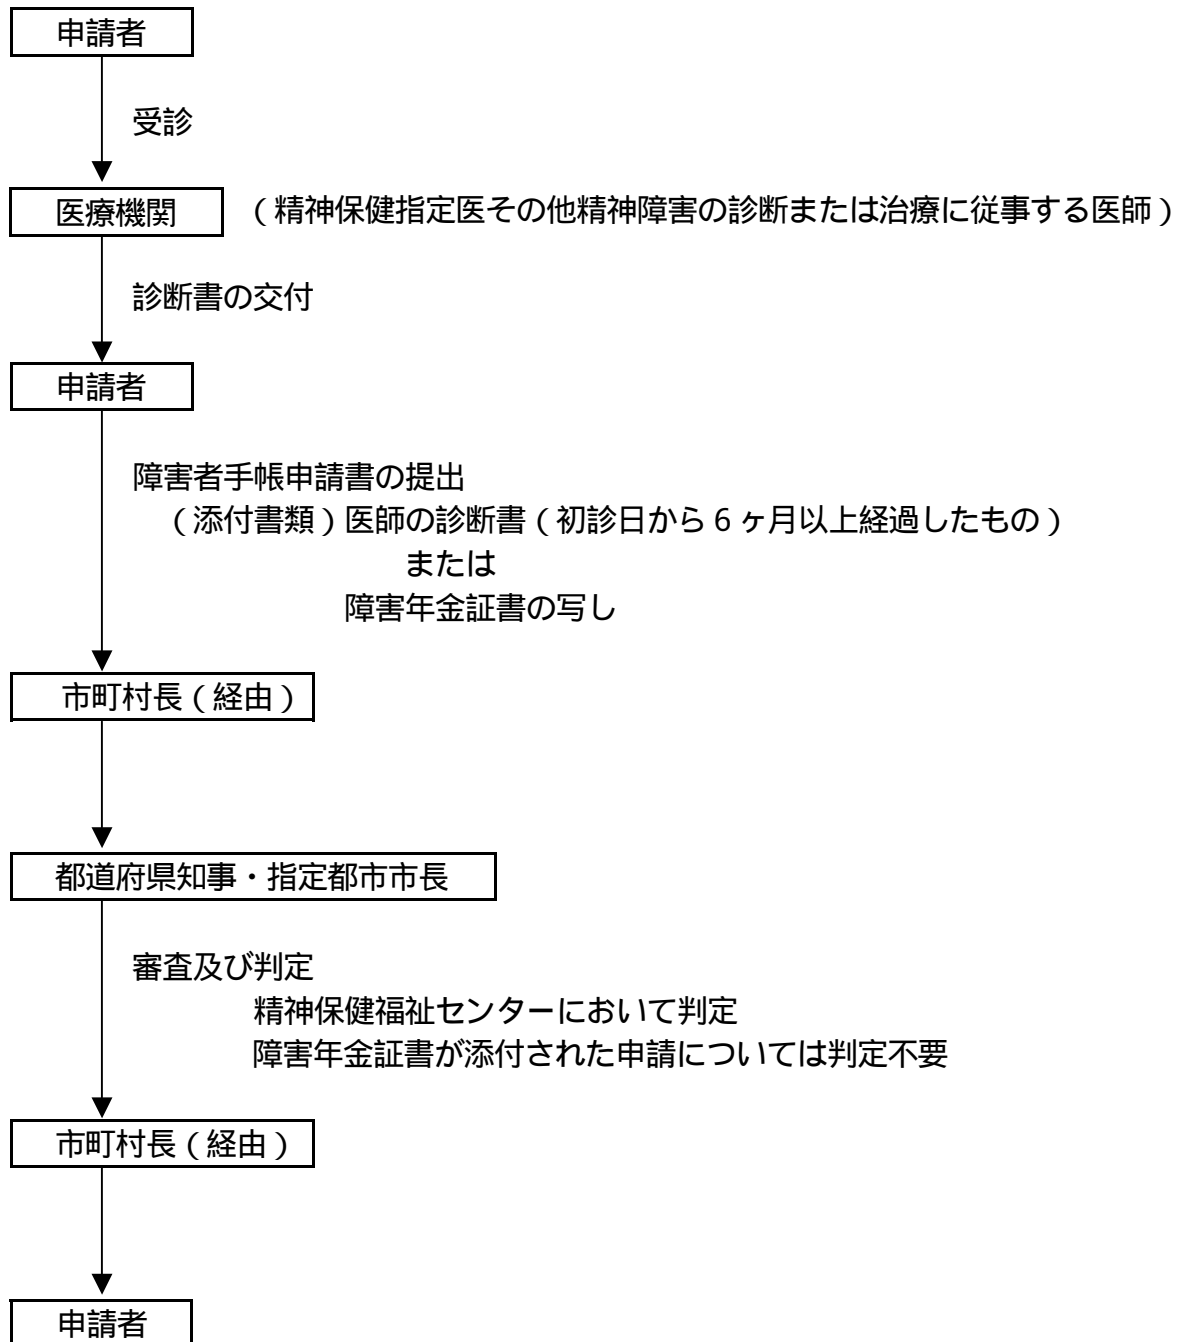 申請者
受診
医療機関 （精神保健指定医その他精神障害の診断または治療に従事する医師）
診断書の交付
申請者
障害者手帳申請書の提出
（添付書類）医師の診断書（初診日から６ヶ月以上経過したもの）
または
障害年金証書の写し
市町村長（経由）
都道府県知事・指定都市市長
審査及び判定
精神保健福祉センターにおいて判定
障害年金証書が添付された申請については判定不要
市町村長（経由）
申請者